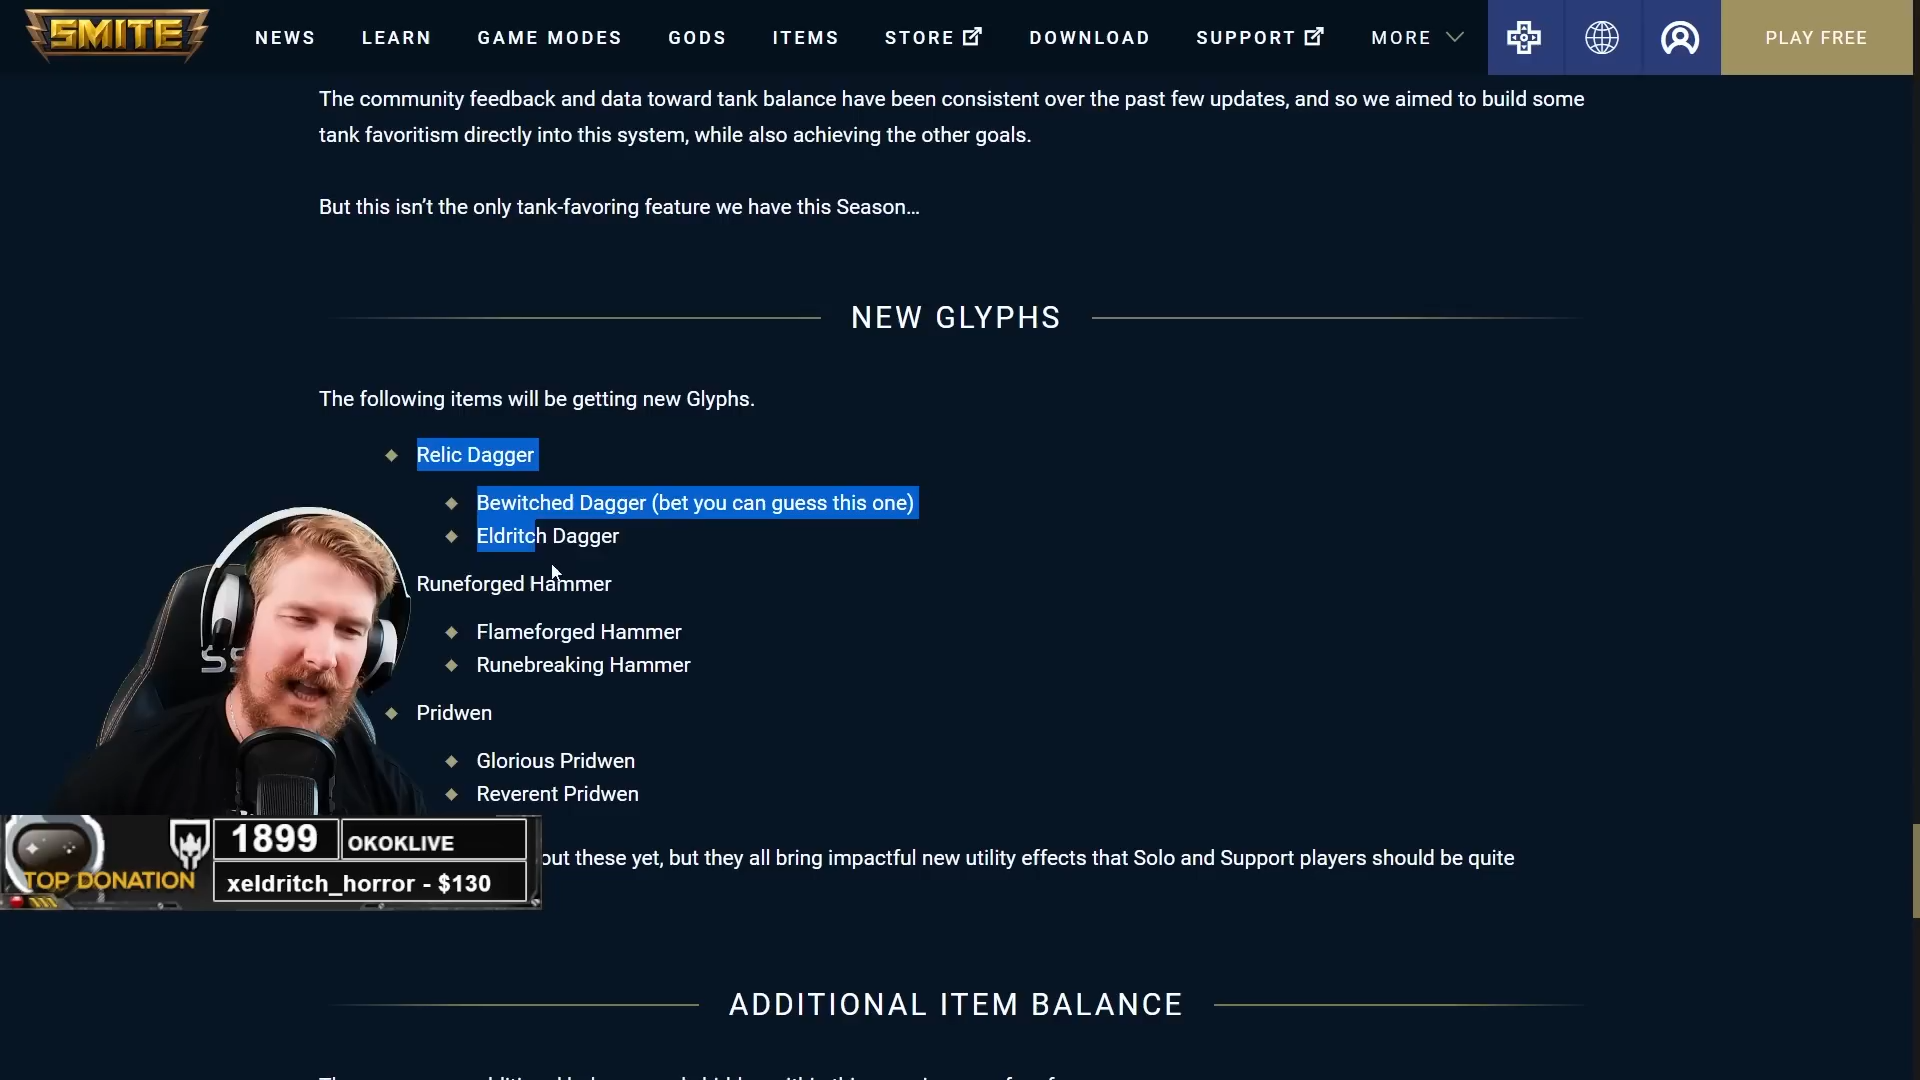 SMITE
NEWS LEARN GAME MODES GODS ITEMS STORE DOWNLOAD SUPPORT MORE PLAY FREE
The community feedback and data toward tank balance have been consistent over the past few updates, and so we aimed to build some
tank favoritism directly into this system, while also achieving the other goals.
But this isn’t the only tank-favoring feature we have this Season…
NEW GLYPHS
The following items will be getting new Glyphs.
Relic Dagger
Bewitched Dagger (bet you can guess this one)
Eldritch Dagger
Runeforged Hammer
Flameforged Hammer
Runebreaking Hammer
Pridwen
Glorious Pridwen
Reverent Pridwen
out these yet, but they all bring impactful new utility effects that Solo and Support players should be quite
1899 OKOKLIVE
TOP DONATION xeldritch_horror - $130
ADDITIONAL ITEM BALANCE